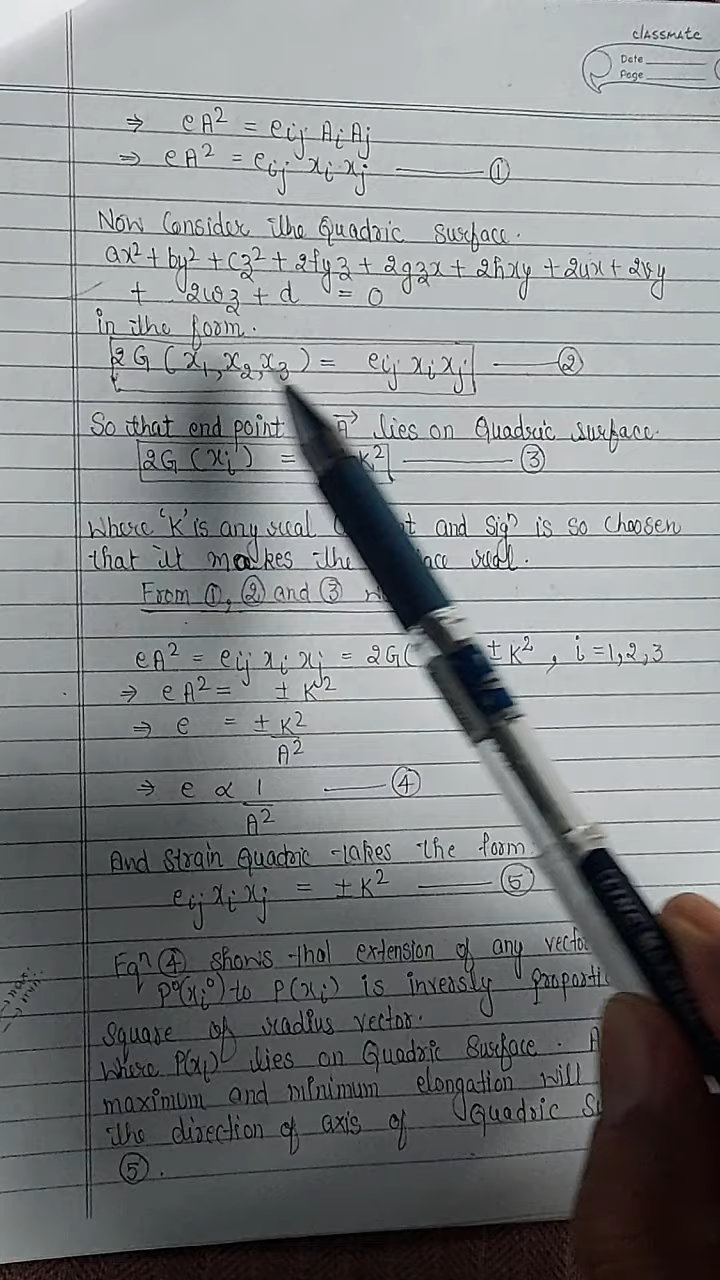 classmate
Date
Page
⇒ eA² = eij Ai Aj
⇒ eA² = eij xi xj ——— ①
Now Consider the Quadric Surface.
ax² + by² + cz² + 2fyz + 2gzx + 2hxy + 2ux + 2vy
+ 2wz + d = 0
in the form.
2G (x₁, x₂, x₃) = eij xi xj ——— ②
So that end point A⃗ lies on Quadric surface.
2G (xi) = K² ——— ③
Where 'K' is any real and Sigⁿ is so choosen
that it makes the real.
From ①, ② and ③
eA² = eij xi xj = 2G( ± K² , i = 1, 2, 3
⇒ eA² = ± K²
⇒ e = ± K²/A²
⇒ e ∝ 1/A² ——— ④
And Strain Quadric takes the form.
eij xi xj = ± K² ——— ⑤
Eqⁿ ④ shows that extension of any
P⁰(xi⁰) to P(xi) is inversly
Square of radius vector.
Where P(xi) lies on Quadric Surface.
maximum and minimum elongation will
the direction of axis of Quadric
⑤.